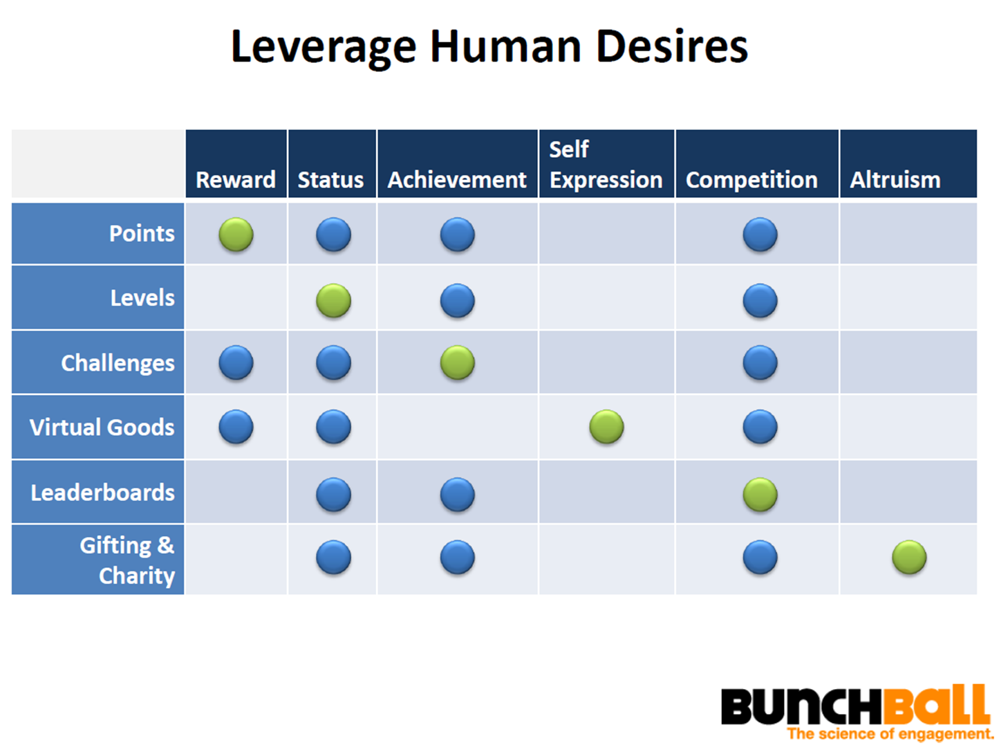 Leverage Human Desires
Reward Status Achievement Self Expression Competition Altruism
Points
Levels
Challenges
Virtual Goods
Leaderboards
Gifting &
Charity
BUNCHBALL
The science of engagement.